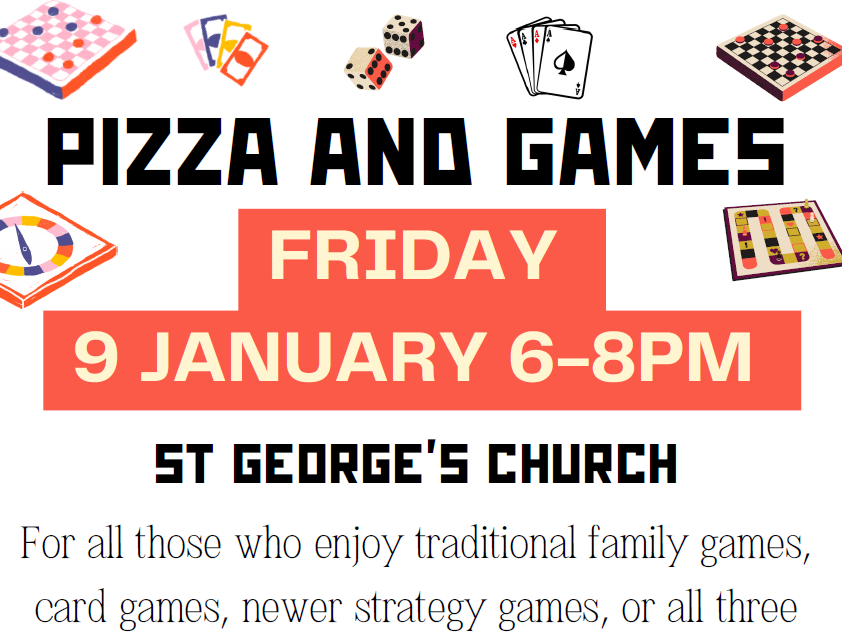 PIZZA AND GAMES
FRIDAY
9 JANUARY 6–8PM
ST GEORGE'S CHURCH
For all those who enjoy traditional family games,
card games, newer strategy games, or all three